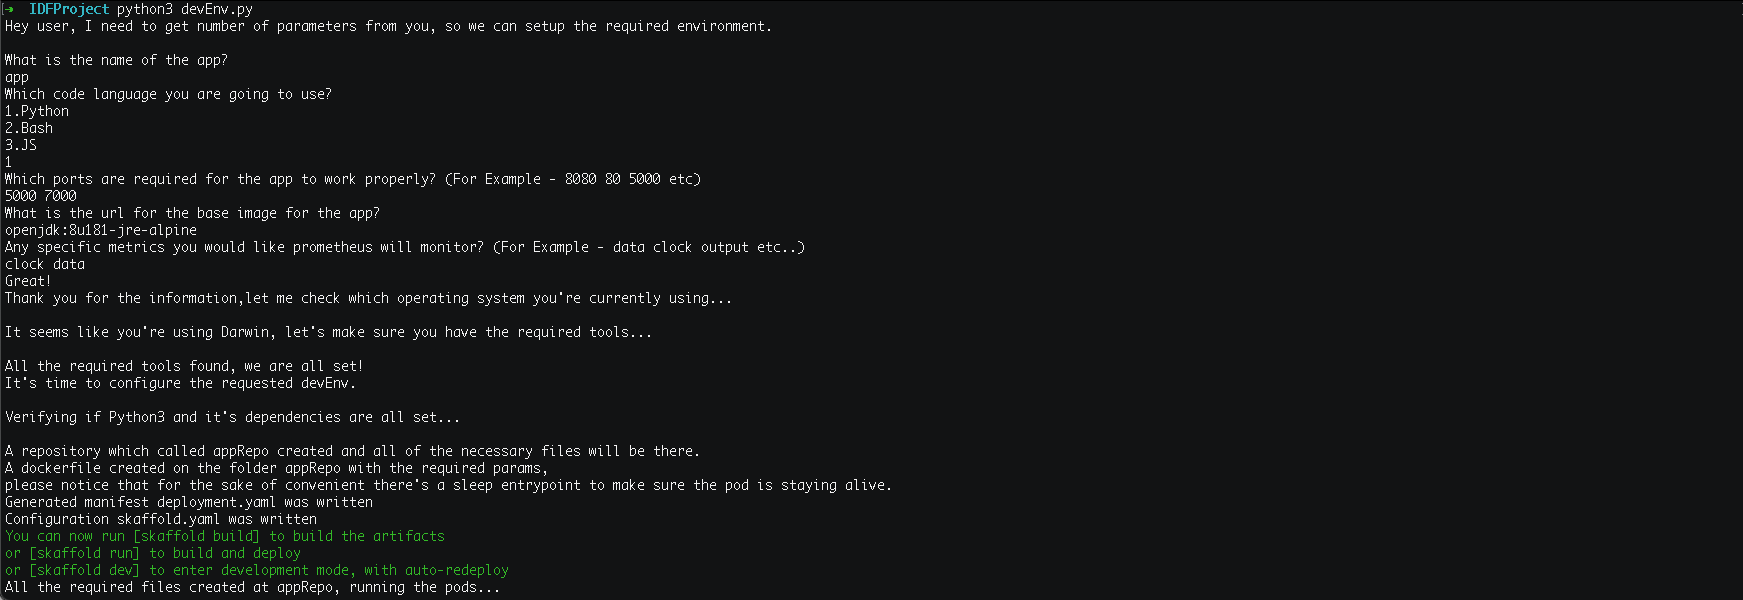 [→  IDFProject python3 devEnv.py
Hey user, I need to get number of parameters from you, so we can setup the required environment.
What is the name of the app?
app
Which code language you are going to use?
1.Python
2.Bash
3.JS
1
Which ports are required for the app to work properly? (For Example - 8080 80 5000 etc)
5000 7000
What is the url for the base image for the app?
openjdk:8u181-jre-alpine
Any specific metrics you would like prometheus will monitor? (For Example - data clock output etc..)
clock data
Great!
Thank you for the information,let me check which operating system you're currently using...
It seems like you're using Darwin, let's make sure you have the required tools...
All the required tools found, we are all set!
It's time to configure the requested devEnv.
Verifying if Python3 and it's dependencies are all set...
A repository which called appRepo created and all of the necessary files will be there.
A dockerfile created on the folder appRepo with the required params,
please notice that for the sake of convenient there's a sleep entrypoint to make sure the pod is staying alive.
Generated manifest deployment.yaml was written
Configuration skaffold.yaml was written
You can now run [skaffold build] to build the artifacts
or [skaffold run] to build and deploy
or [skaffold dev] to enter development mode, with auto-redeploy
All the required files created at appRepo, running the pods...